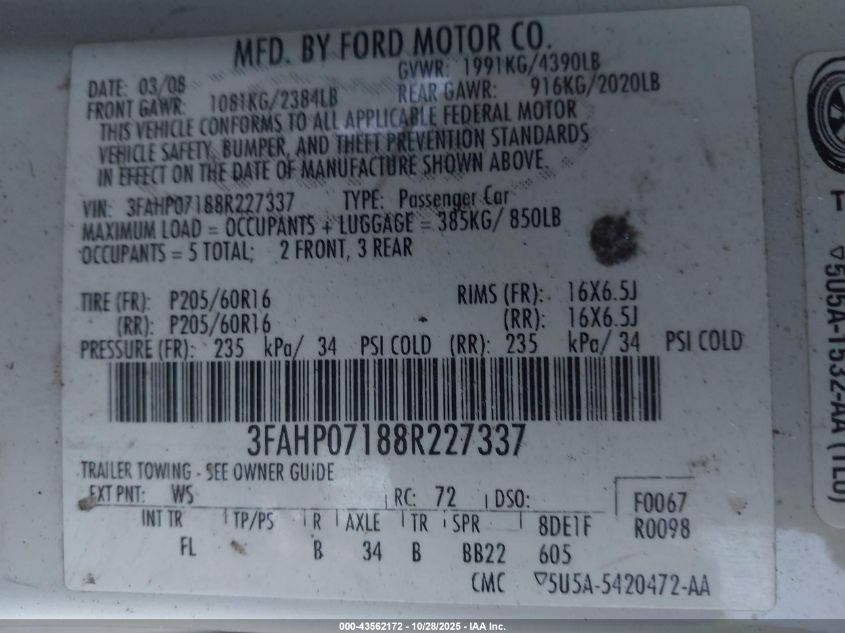 MFD. BY FORD MOTOR CO.
DATE: 03/08 GVWR: 1991KG/4390LB
FRONT GAWR: 1081KG/2384LB REAR GAWR: 916KG/2020LB
THIS VEHICLE CONFORMS TO ALL APPLICABLE FEDERAL MOTOR
VEHICLE SAFETY, BUMPER, AND THEFT PREVENTION STANDARDS
IN EFFECT ON THE DATE OF MANUFACTURE SHOWN ABOVE.
VIN: 3FAHP07188R227337 TYPE: Passenger Car
MAXIMUM LOAD = OCCUPANTS + LUGGAGE = 385KG/ 850LB
OCCUPANTS = 5 TOTAL; 2 FRONT, 3 REAR
TIRE (FR): P205/60R16 RIMS (FR): 16X6.5J
(RR): P205/60R16 (RR): 16X6.5J
PRESSURE (FR): 235 kPa/ 34 PSI COLD (RR): 235 kPa/ 34 PSI COLD
3FAHP07188R227337
TRAILER TOWING - SEE OWNER GUIDE
EXT PNT: WS RC: 72 DSO: F0067
INT TR TP/PS R AXLE TR SPR 8DE1F R0098
FL B 34 B BB22 605
CMC 5U5A-5420472-AA
T
5U5A-1532-AA (TLU)
000-43562172 - 10/28/2025 - IAA Inc.